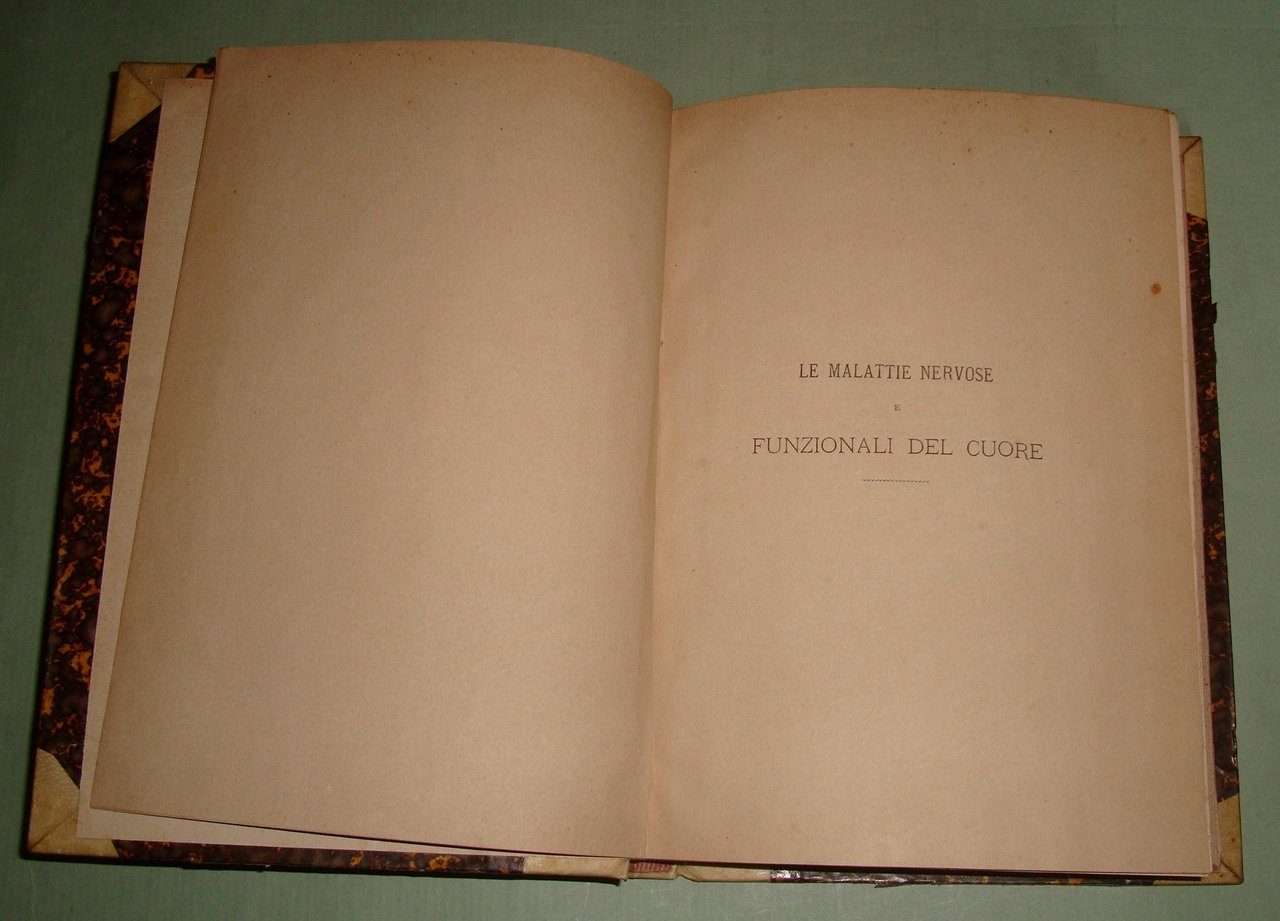 LE MALATTIE NERVOSE
E
FUNZIONALI DEL CUORE